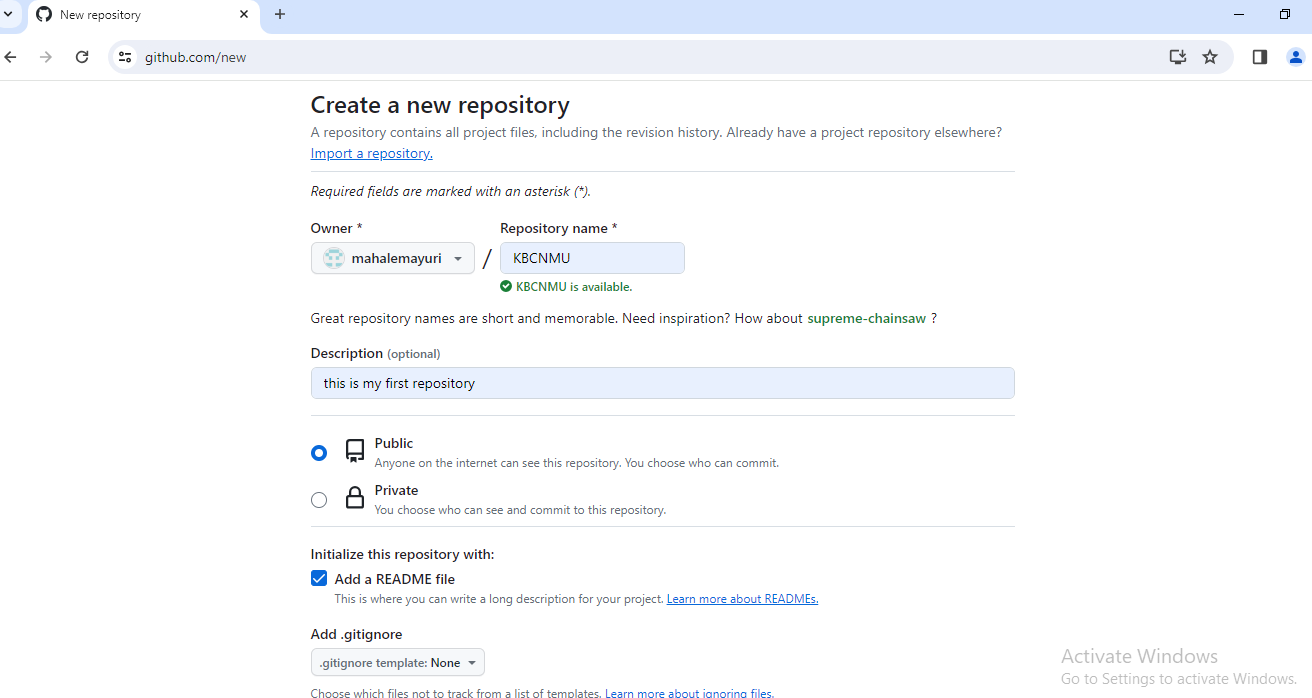 New repository
github.com/new
Create a new repository
A repository contains all project files, including the revision history. Already have a project repository elsewhere?
Import a repository.
Required fields are marked with an asterisk (*).
Owner * Repository name *
mahalemayuri / KBCNMU
KBCNMU is available.
Great repository names are short and memorable. Need inspiration? How about supreme-chainsaw ?
Description (optional)
this is my first repository
Public
Anyone on the internet can see this repository. You choose who can commit.
Private
You choose who can see and commit to this repository.
Initialize this repository with:
Add a README file
This is where you can write a long description for your project. Learn more about READMEs.
Add .gitignore
.gitignore template: None
Choose which files not to track from a list of templates. Learn more about ignoring files.
Activate Windows
Go to Settings to activate Windows.